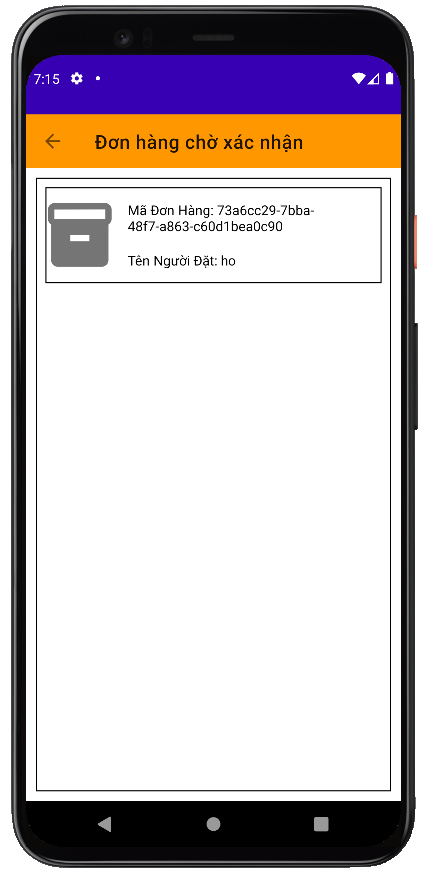 7:15
Đơn hàng chờ xác nhận
Mã Đơn Hàng: 73a6cc29-7bba-
48f7-a863-c60d1bea0c90
Tên Người Đặt: ho